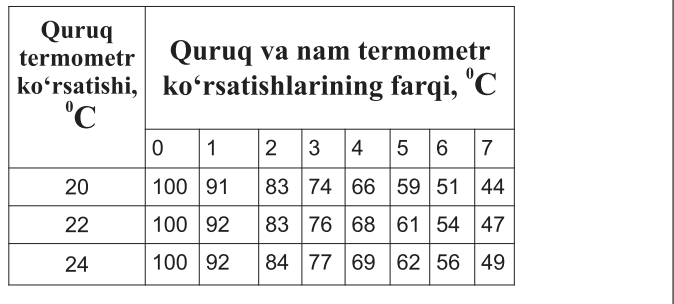 Quruq
termometr
ko‘rsatishi,
⁰C
Quruq va nam termometr
ko‘rsatishlarining farqi, ⁰C
0 1 2 3 4 5 6 7
20 100 91 83 74 66 59 51 44
22 100 92 83 76 68 61 54 47
24 100 92 84 77 69 62 56 49